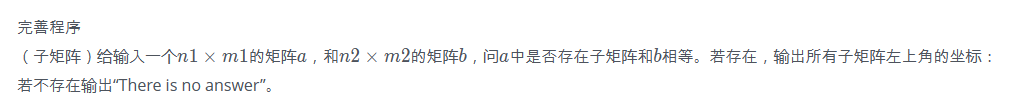 完善程序
（子矩阵）给输入一个n1 × m1的矩阵a，和n2 × m2的矩阵b，问a中是否存在子矩阵和b相等。若存在，输出所有子矩阵左上角的坐标：
若不存在输出“There is no answer”。